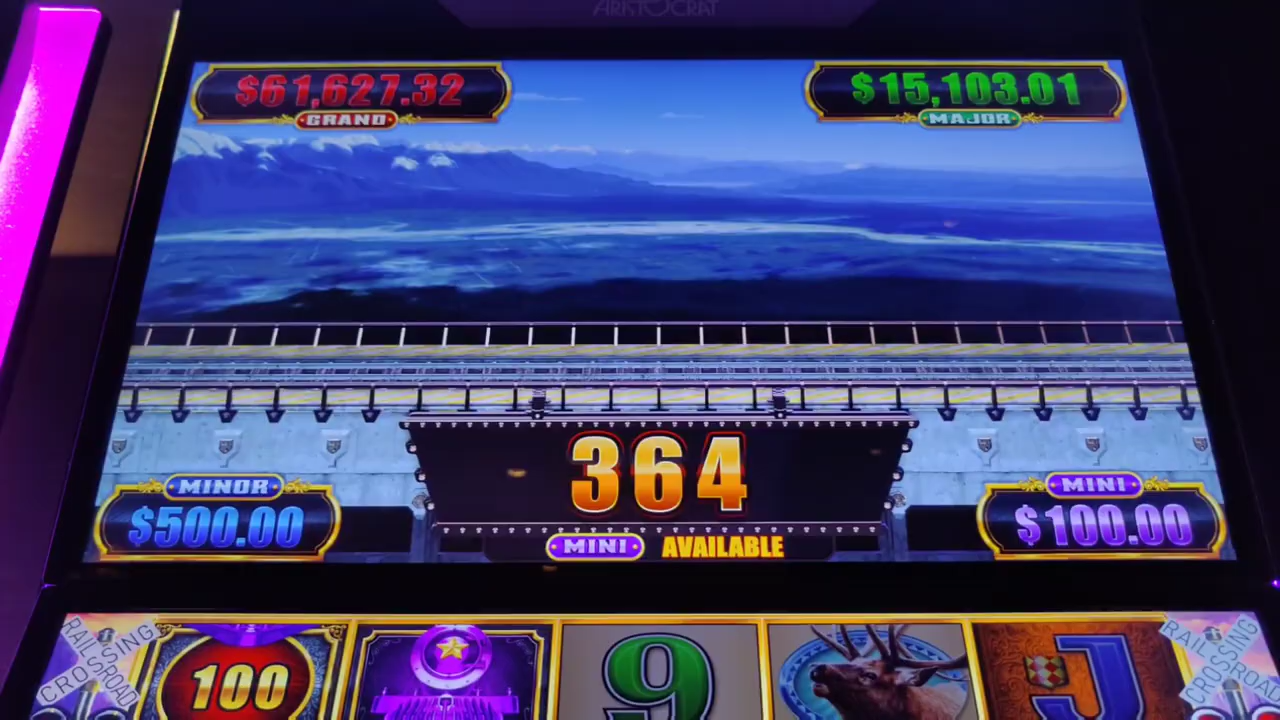 ARISTOCRAT
$61,627.32
GRAND
$15,103.01
MAJOR
364
MINOR
$500.00
MINI
$100.00
MINI AVAILABLE
RAILROAD
CROSSING
100
9
J
RAILROAD
CROSSING